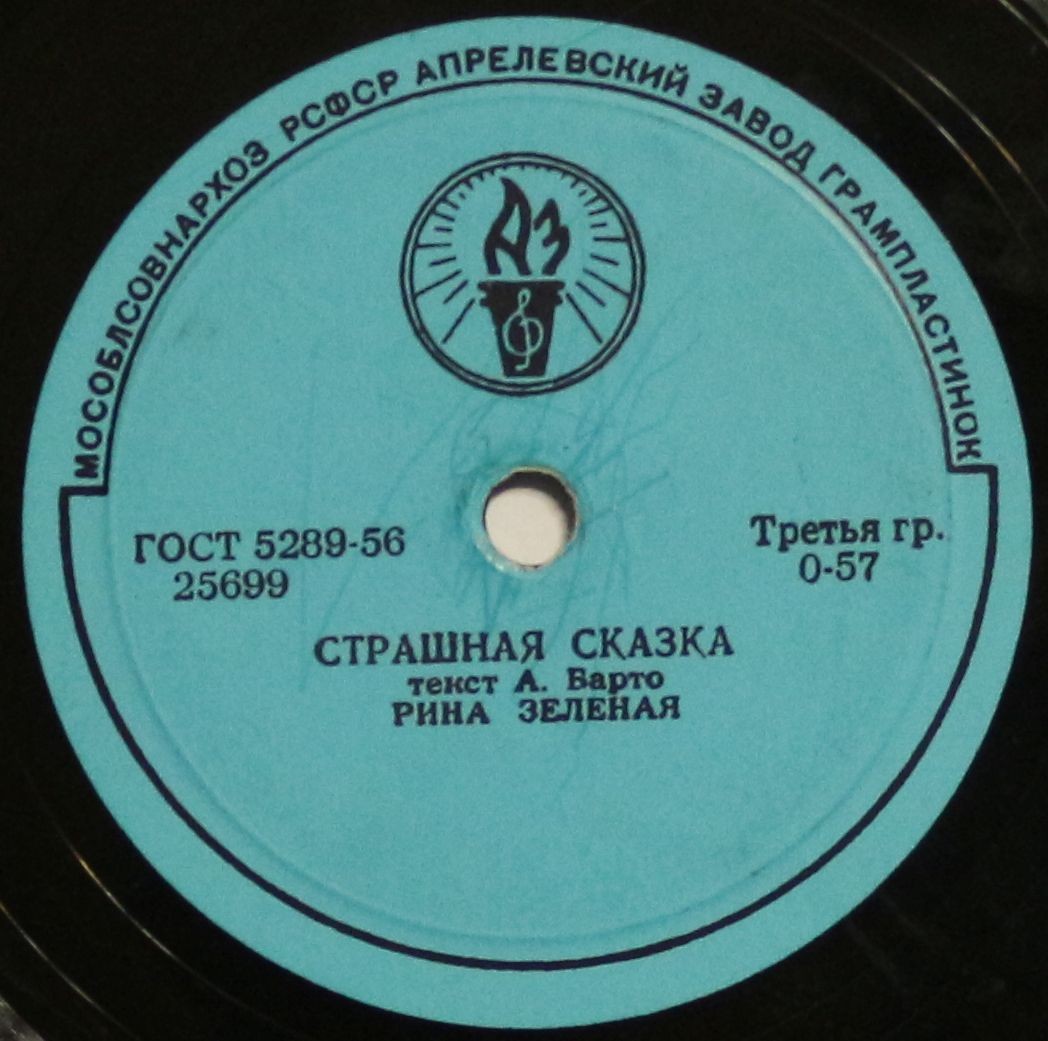 МОСОБЛСОВНАРХОЗ РСФСР АПРЕЛЕВСКИЙ ЗАВОД ГРАМПЛАСТИНОК
АЗ
ГОСТ 5289-56
25699
Третья гр.
0-57
СТРАШНАЯ СКАЗКА
текст А. Барто
РИНА ЗЕЛЕНАЯ